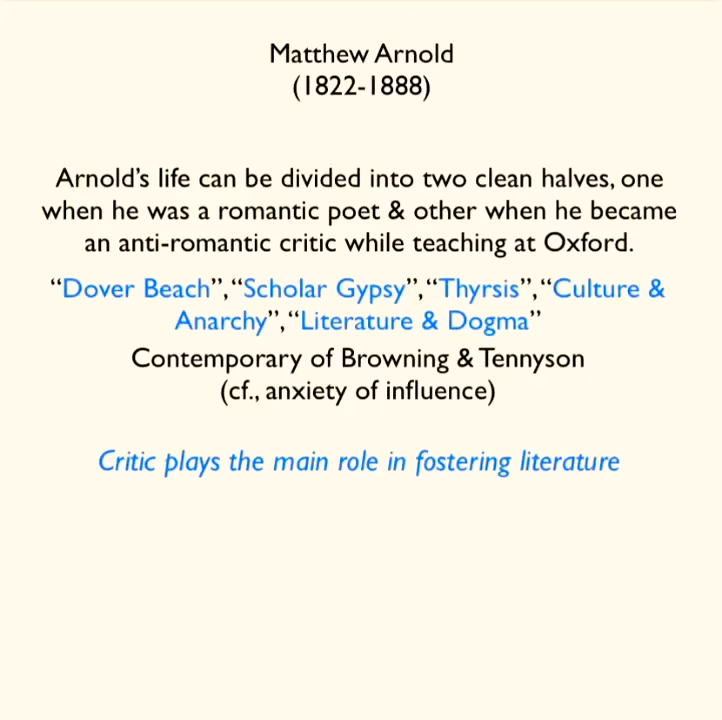 Matthew Arnold
(1822-1888)
Arnold’s life can be divided into two clean halves, one
when he was a romantic poet & other when he became
an anti-romantic critic while teaching at Oxford.
“Dover Beach”, “Scholar Gypsy”, “Thyrsis”, “Culture &
Anarchy”, “Literature & Dogma”
Contemporary of Browning & Tennyson
(cf., anxiety of influence)
Critic plays the main role in fostering literature